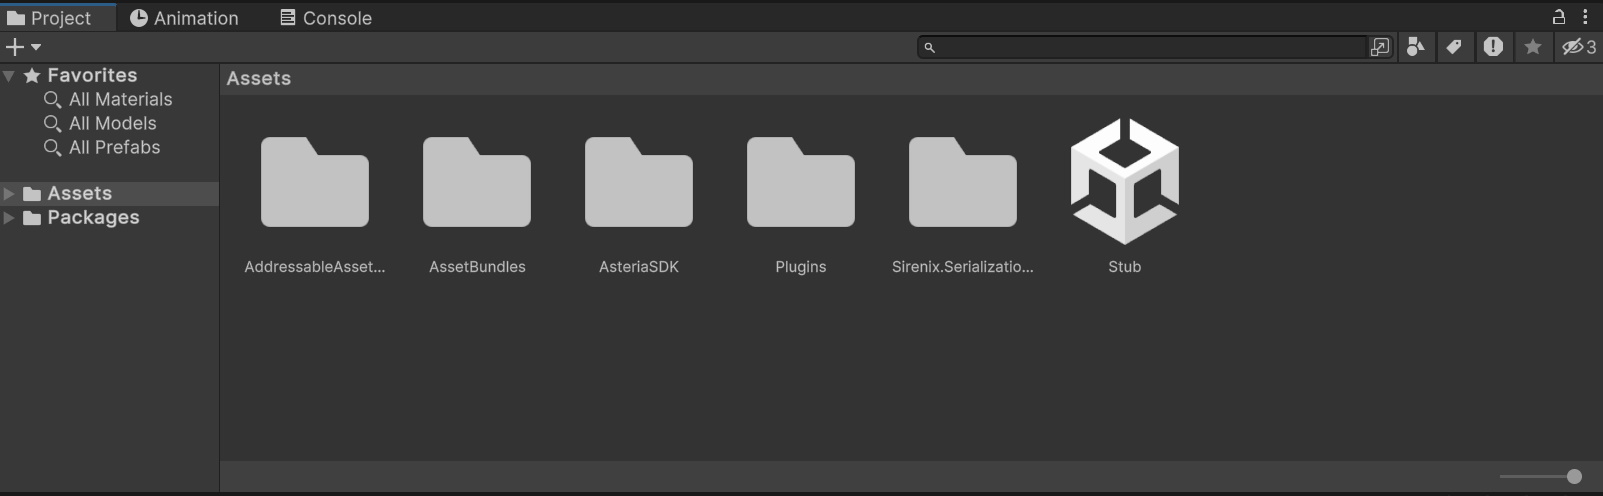 Project Animation Console
3
Favorites
All Materials
All Models
All Prefabs
Assets
Packages
Assets
AddressableAsset... AssetBundles AsteriaSDK Plugins Sirenix.Serializatio... Stub